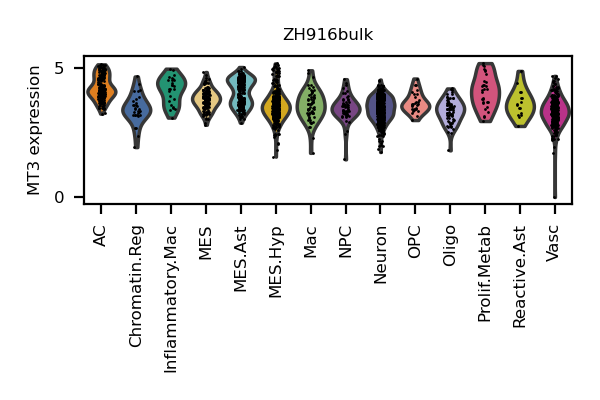 ZH916bulk
MT3 expression
5
0
AC
Chromatin.Reg
Inflammatory.Mac
MES
MES.Ast
MES.Hyp
Mac
NPC
Neuron
OPC
Oligo
Prolif.Metab
Reactive.Ast
Vasc